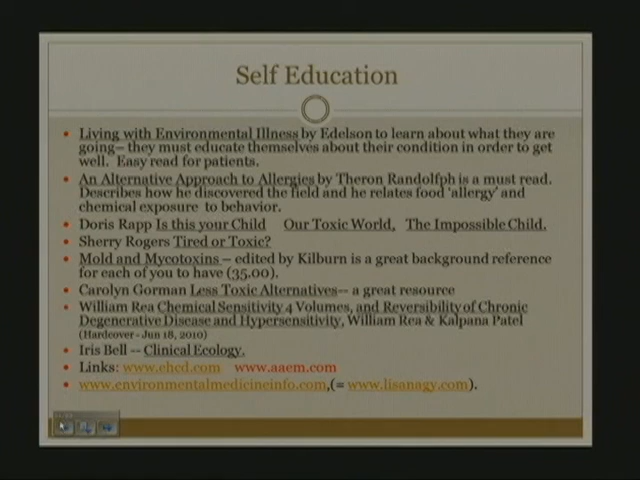 Self Education
Living with Environmental Illness by Edelson to learn about what they are
going– they must educate themselves about their condition in order to get
well. Easy read for patients.
An Alternative Approach to Allergies by Theron Randolfph is a must read.
Describes how he discovered the field and he relates food 'allergy' and
chemical exposure to behavior.
Doris Rapp Is this your Child Our Toxic World, The Impossible Child.
Sherry Rogers Tired or Toxic?
Mold and Mycotoxins – edited by Kilburn is a great background reference
for each of you to have (35.00).
Carolyn Gorman Less Toxic Alternatives-- a great resource
William Rea Chemical Sensitivity 4 Volumes, and Reversibility of Chronic
Degenerative Disease and Hypersensitivity, William Rea & Kalpana Patel
(Hardcover - Jun 18, 2010)
Iris Bell -- Clinical Ecology.
Links: www.ehcd.com www.aaem.com
www.environmentalmedicineinfo.com,(= www.lisanagy.com).